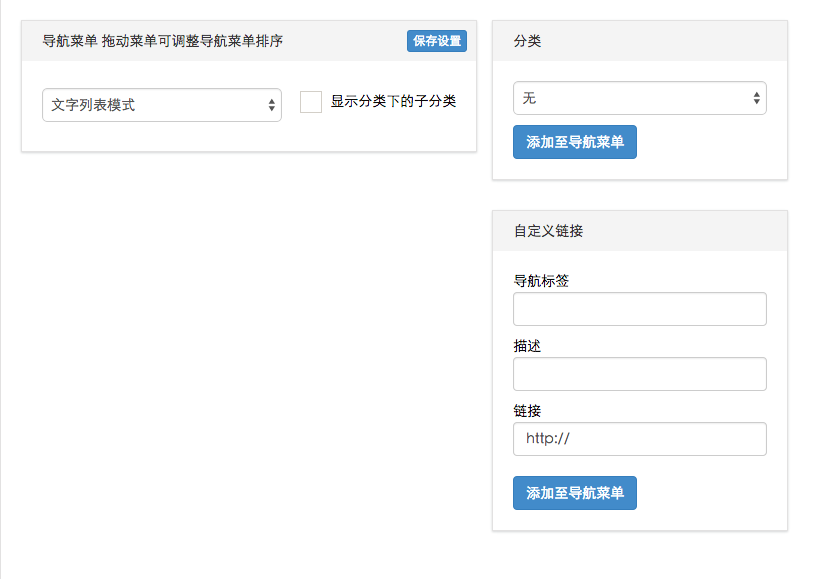 导航菜单 拖动菜单可调整导航菜单排序
保存设置
文字列表模式
显示分类下的子分类
分类
无
添加至导航菜单
自定义链接
导航标签
描述
链接
http://
添加至导航菜单